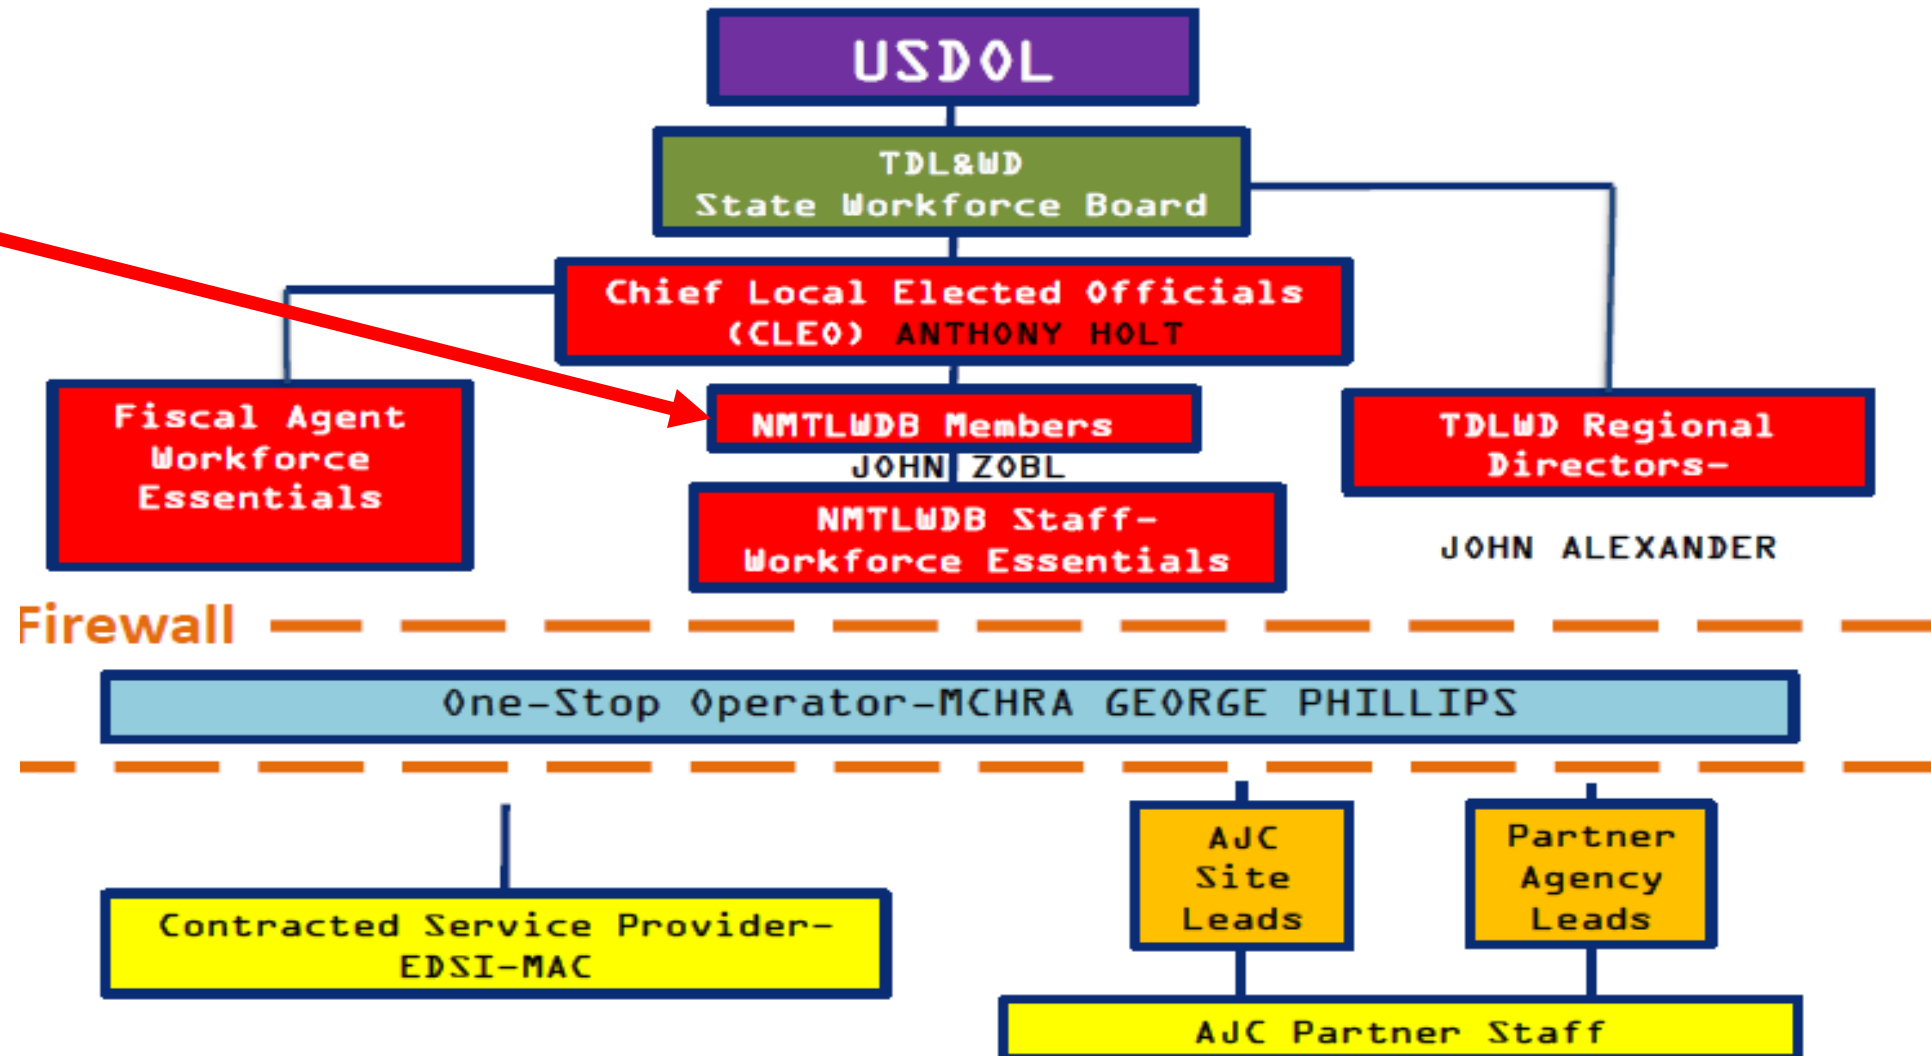 USDOL
TDL&WD
State Workforce Board
Chief Local Elected Officials
(CLEO) ANTHONY HOLT
Fiscal Agent
Workforce
Essentials
NMTLWDB Members
JOHN ZOBL
NMTLWDB Staff-
Workforce Essentials
TDLWD Regional
Directors-
JOHN ALEXANDER
Firewall
One-Stop Operator-MCHRA GEORGE PHILLIPS
Contracted Service Provider-
EDSI-MAC
AJC
Site
Leads
Partner
Agency
Leads
AJC Partner Staff